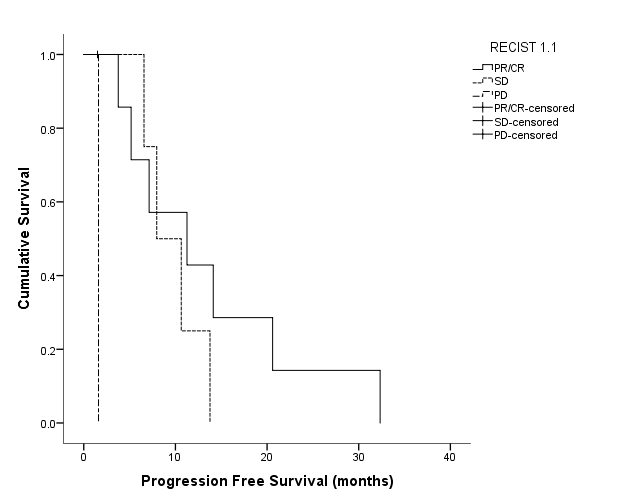 RECIST 1.1
PR/CR
SD
PD
PR/CR-censored
SD-censored
PD-censored
Cumulative Survival
1.0
0.8
0.6
0.4
0.2
0.0
0 10 20 30 40
Progression Free Survival (months)